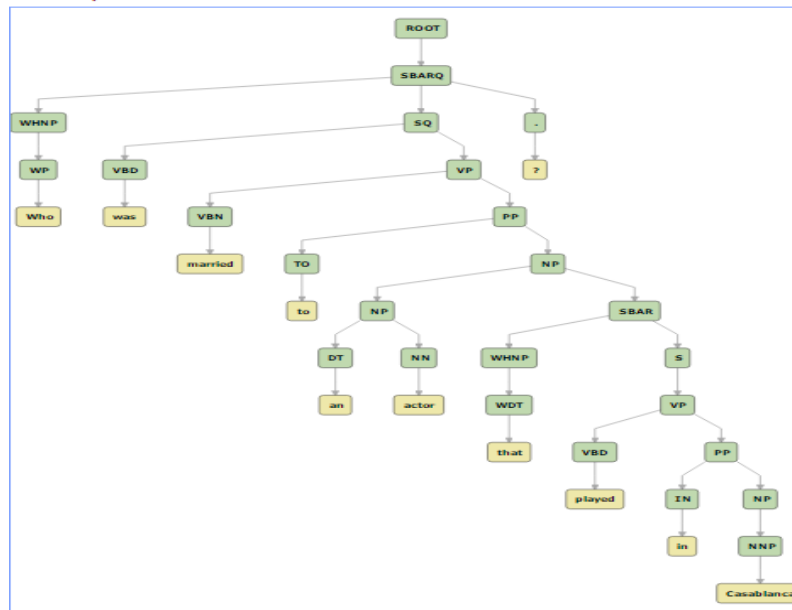 ROOT
SBARQ
WHNP SQ .
WP VBD VP ?
Who was VBN PP
married TO NP
to NP SBAR
DT NN WHNP S
an actor WDT VP
that VBD PP
played IN NP
in NNP
Casablanca